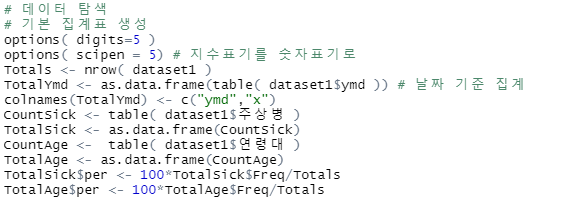 # 데이터 탐색
# 기본 집계표 생성
options( digits=5 )
options( scipen = 5) # 지수표기를 숫자표기로
Totals <- nrow( dataset1 )
TotalYmd <- as.data.frame(table( dataset1$ymd )) # 날짜 기준 집계
colnames(TotalYmd) <- c("ymd","x")
CountSick <- table( dataset1$주상병 )
TotalSick <- as.data.frame(CountSick)
CountAge <-  table( dataset1$연령대 )
TotalAge <- as.data.frame(CountAge)
TotalSick$per <- 100*TotalSick$Freq/Totals
TotalAge$per <- 100*TotalAge$Freq/Totals